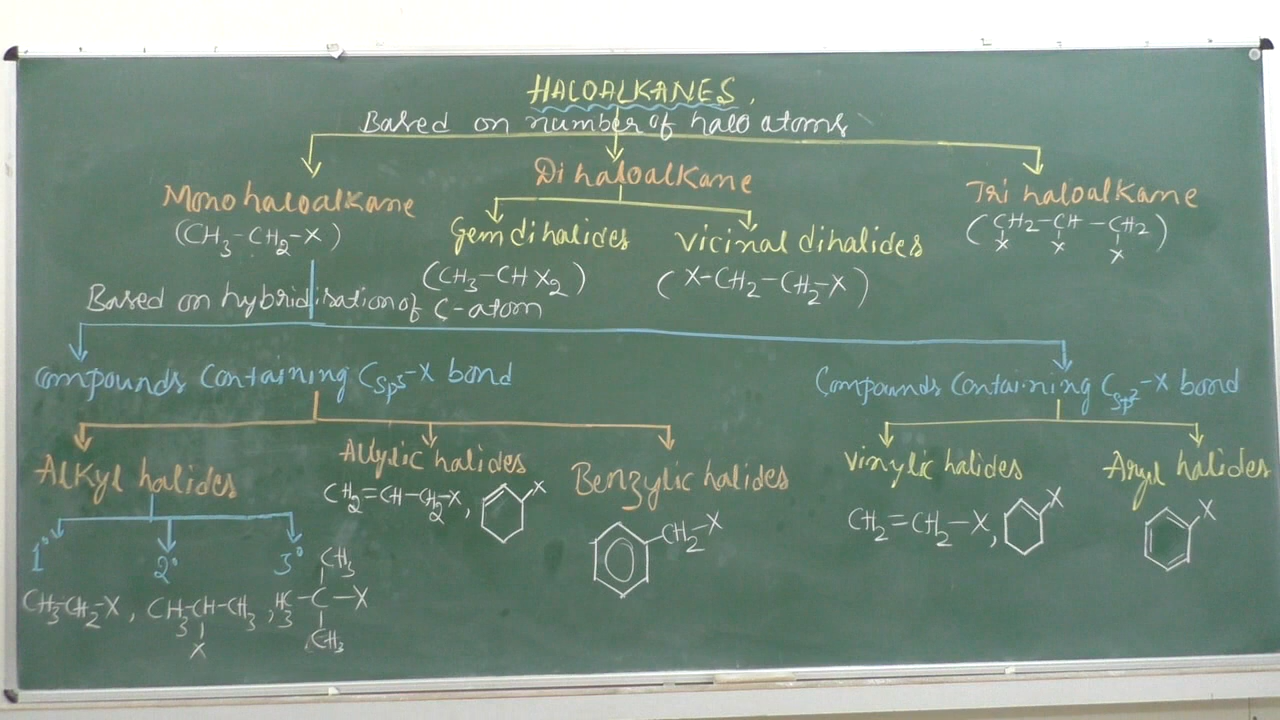 HALOALKANES
Based on number of halo atoms
Mono haloalkane
Di haloalkane
Tri haloalkane
(CH3-CH2-X)
Gem dihalides
Vicinal dihalides
(CH2-CH-CH2)
X X X
(CH3-CHX2)
(X-CH2-CH2-X)
Based on hybridisation of C-atom
Compounds Containing Csp3-X bond
Compounds Containing Csp2-X bond
Alkyl halides
Allylic halides
Benzylic halides
Vinylic halides
Aryl halides
CH2=CH-CH2-X, X
CH2-X
CH2=CH2-X, X
X
1° 2° 3°
CH3
CH3-CH2-X, CH3-CH-CH3, H3C-C-X
X
CH3